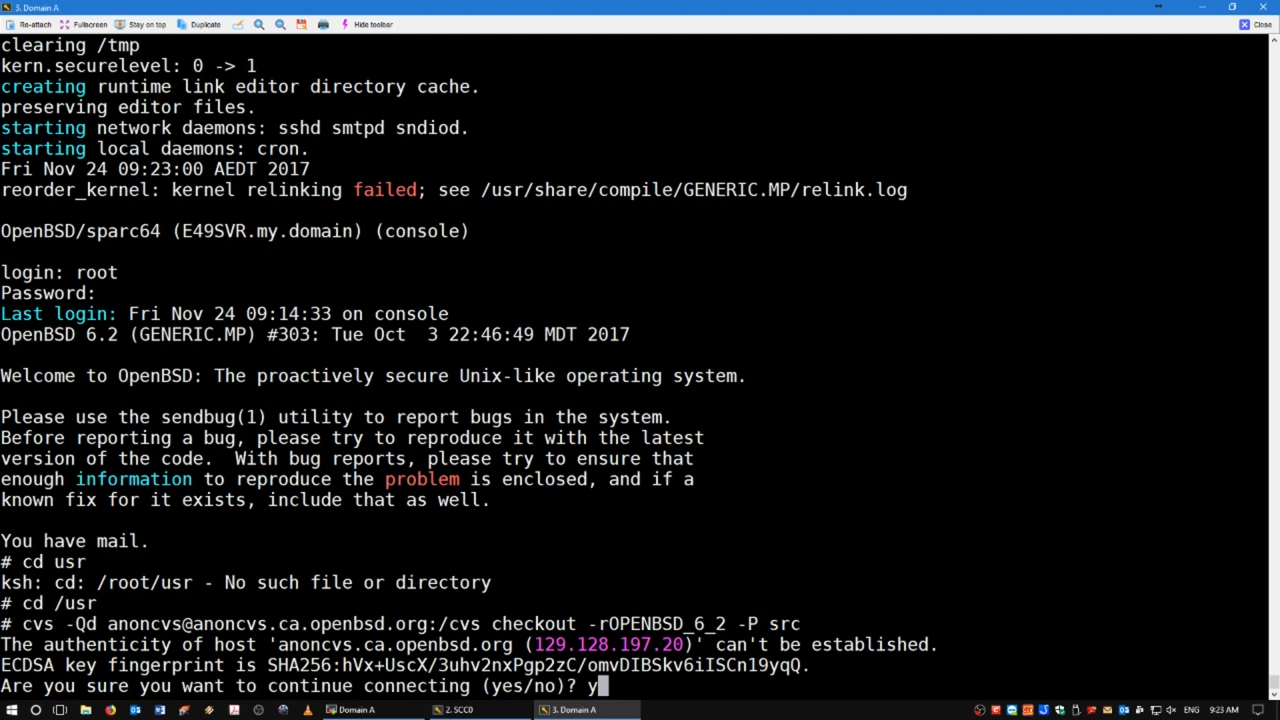 3. Domain A
Re-attach Fullscreen Stay on top Duplicate Hide toolbar Close
clearing /tmp
kern.securelevel: 0 -> 1
creating runtime link editor directory cache.
preserving editor files.
starting network daemons: sshd smtpd sndiod.
starting local daemons: cron.
Fri Nov 24 09:23:00 AEDT 2017
reorder_kernel: kernel relinking failed; see /usr/share/compile/GENERIC.MP/relink.log
OpenBSD/sparc64 (E49SVR.my.domain) (console)
login: root
Password:
Last login: Fri Nov 24 09:14:33 on console
OpenBSD 6.2 (GENERIC.MP) #303: Tue Oct  3 22:46:49 MDT 2017
Welcome to OpenBSD: The proactively secure Unix-like operating system.
Please use the sendbug(1) utility to report bugs in the system.
Before reporting a bug, please try to reproduce it with the latest
version of the code.  With bug reports, please try to ensure that
enough information to reproduce the problem is enclosed, and if a
known fix for it exists, include that as well.
You have mail.
# cd usr
ksh: cd: /root/usr - No such file or directory
# cd /usr
# cvs -Qd anoncvs@anoncvs.ca.openbsd.org:/cvs checkout -rOPENBSD_6_2 -P src
The authenticity of host 'anoncvs.ca.openbsd.org (129.128.197.20)' can't be established.
ECDSA key fingerprint is SHA256:hVx+UscX/3uhv2nxPgp2zC/omvDIBSkv6iISCn19yqQ.
Are you sure you want to continue connecting (yes/no)? y
Domain A 2. SCC0 3. Domain A ENG 9:23 AM